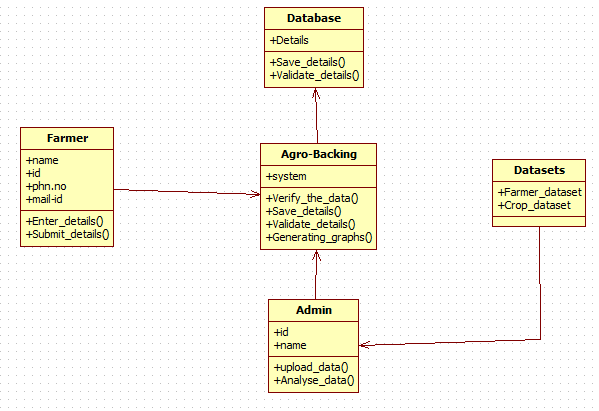 Database
+Details
+Save_details()
+Validate_details()
Farmer
+name
+id
+phn.no
+mail-id
+Enter_details()
+Submit_details()
Agro-Backing
+system
+Verify_the_data()
+Save_details()
+Validate_details()
+Generating_graphs()
Datasets
+Farmer_dataset
+Crop_dataset
Admin
+id
+name
+upload_data()
+Analyse_data()